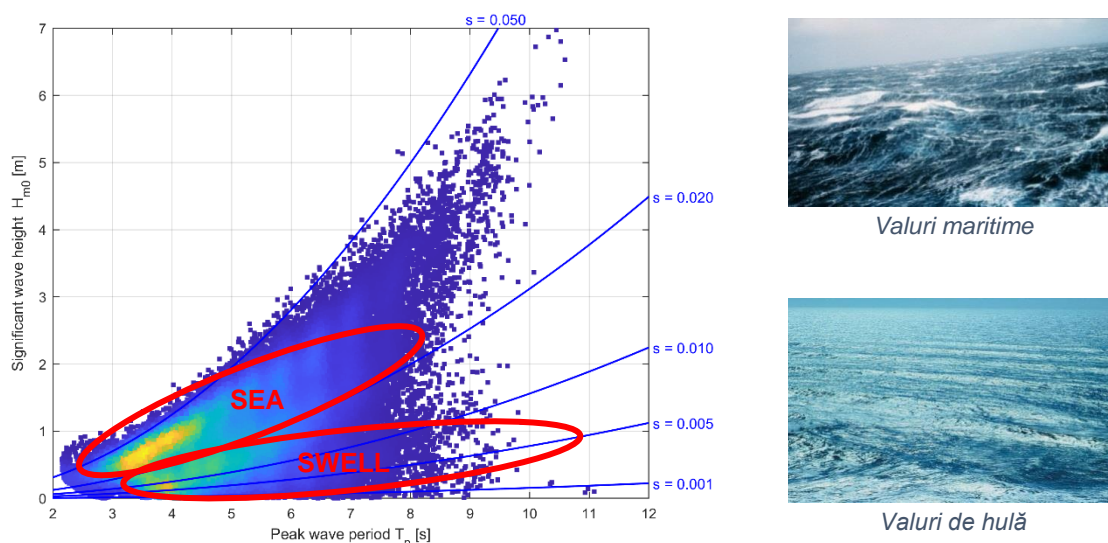 s = 0.050
7
6
5
4
3
2
1
0
Significant wave height H_m0 [m]
s = 0.020
s = 0.010
s = 0.005
s = 0.001
SEA
SWELL
2 3 4 5 6 7 8 9 10 11 12
Peak wave period T_p [s]
Valuri maritime
Valuri de hulă